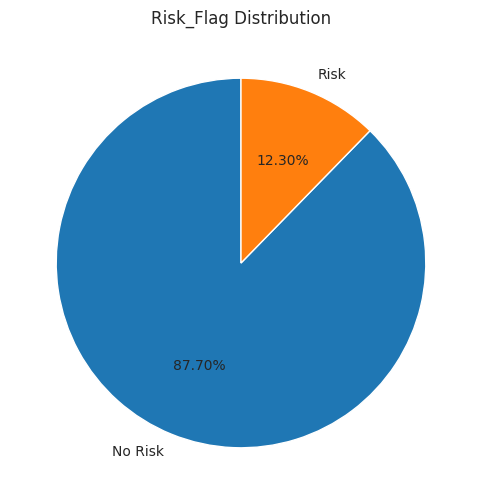 Risk_Flag Distribution
Risk
12.30%
87.70%
No Risk